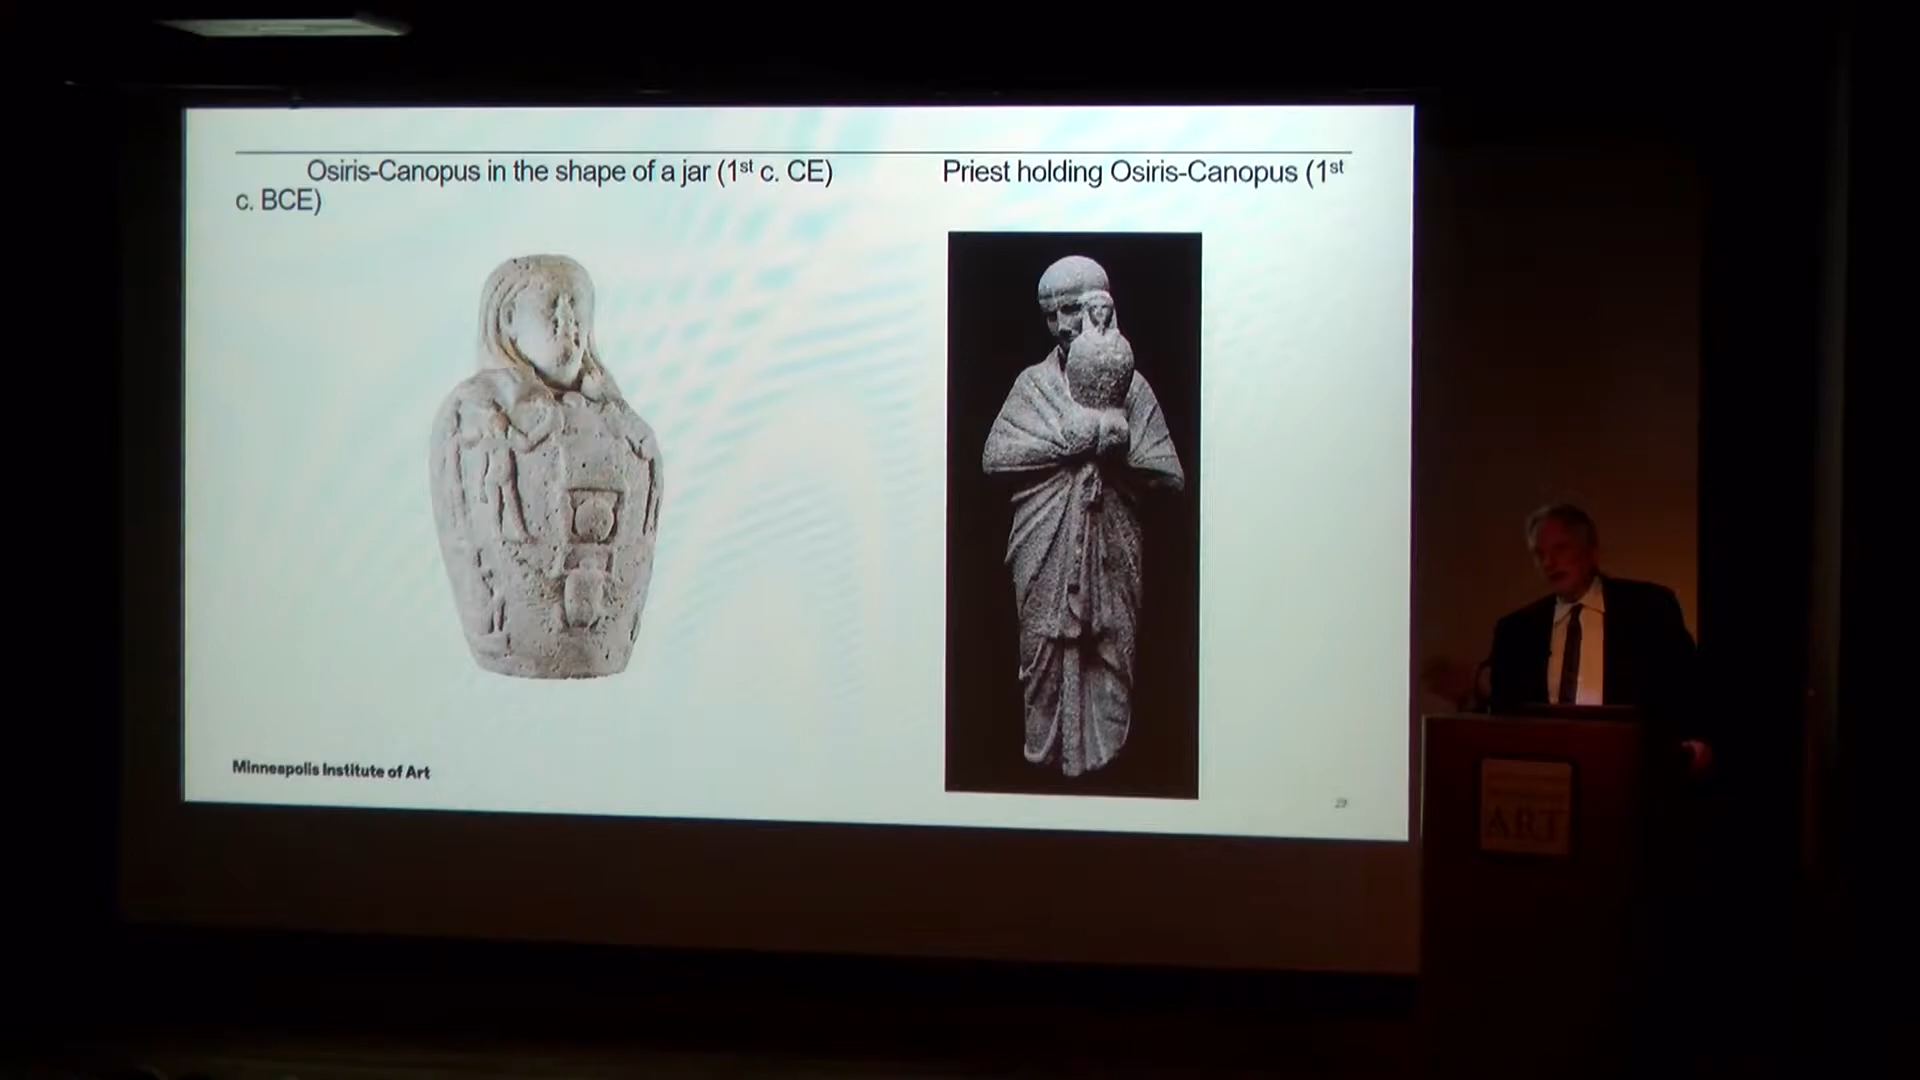 Osiris-Canopus in the shape of a jar (1st c. CE) Priest holding Osiris-Canopus (1st
c. BCE)
Minneapolis Institute of Art
ART